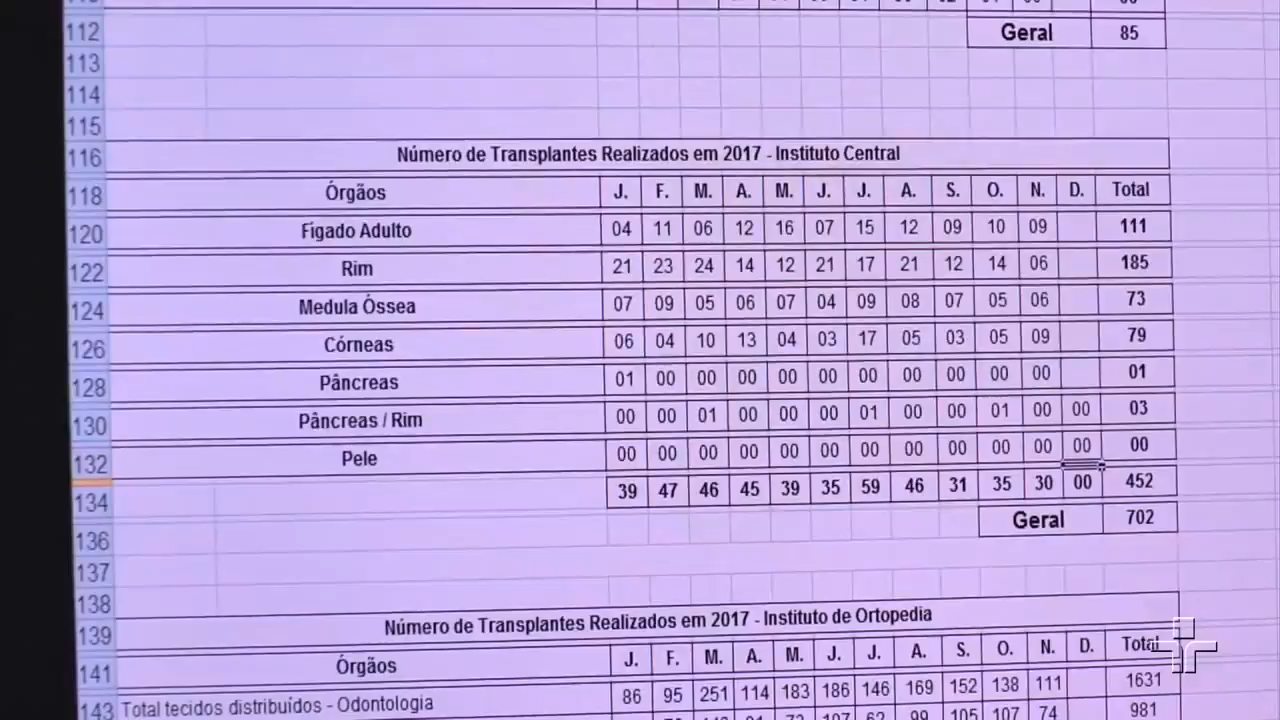 112 Geral 85
113
114
115
116 Número de Transplantes Realizados em 2017 - Instituto Central
118 Órgãos J. F. M. A. M. J. J. A. S. O. N. D. Total
120 Fígado Adulto 04 11 06 12 16 07 15 12 09 10 09 111
122 Rim 21 23 24 14 12 21 17 21 12 14 06 185
124 Medula Óssea 07 09 05 06 07 04 09 08 07 05 06 73
126 Córneas 06 04 10 13 04 03 17 05 03 05 09 79
128 Pâncreas 01 00 00 00 00 00 00 00 00 00 00 01
130 Pâncreas / Rim 00 00 01 00 00 00 01 00 00 01 00 00 03
132 Pele 00 00 00 00 00 00 00 00 00 00 00 00 00
134 39 47 46 45 39 35 59 46 31 35 30 00 452
136 Geral 702
137
138
139 Número de Transplantes Realizados em 2017 - Instituto de Ortopedia
141 Órgãos J. F. M. A. M. J. J. A. S. O. N. D. Total
143 Total tecidos distribuídos - Odontologia 86 95 251 114 183 186 146 169 152 138 111 1631
107 62 99 105 107 74 981